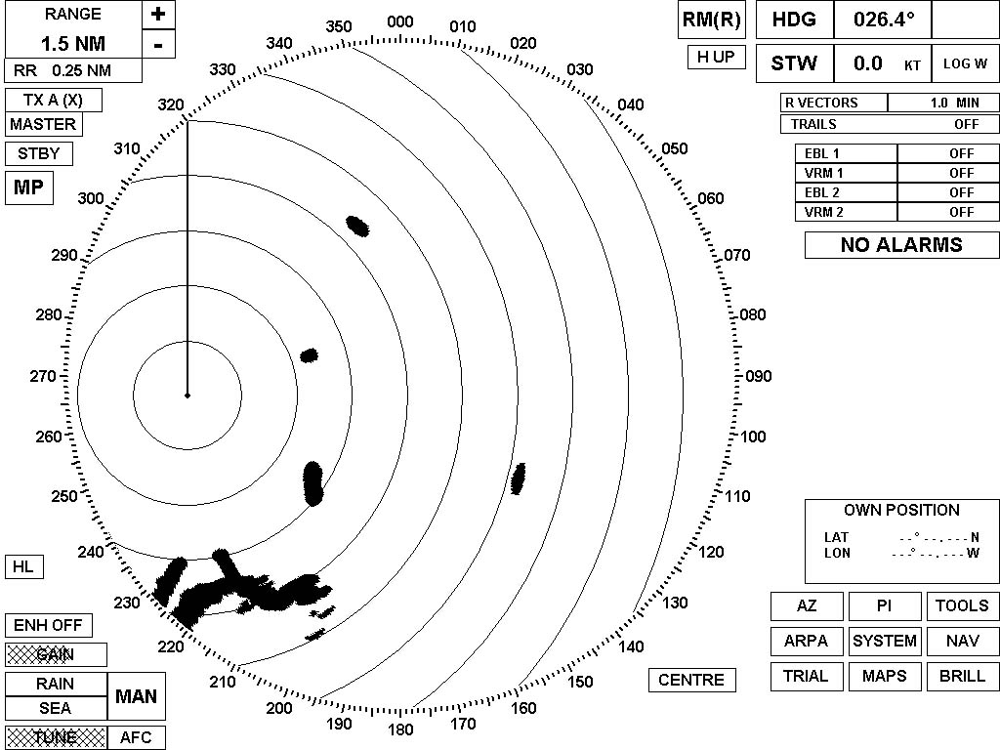 RANGE +
1.5 NM -
RR 0.25 NM
TX A (X)
MASTER
STBY
MP
RM(R) HDG 026.4°
H UP STW 0.0 KT LOG W
R VECTORS 1.0 MIN
TRAILS OFF
EBL 1 OFF
VRM 1 OFF
EBL 2 OFF
VRM 2 OFF
NO ALARMS
000
010
020
030
040
050
060
070
080
090
100
110
120
130
140
150
160
170
180
190
200
210
220
230
240
250
260
270
280
290
300
310
320
330
340
350
OWN POSITION
LAT --°--.---N
LON ---°--.---W
HL
ENH OFF
GAIN
RAIN
SEA
MAN
TUNE AFC
CENTRE
AZ PI TOOLS
ARPA SYSTEM NAV
TRIAL MAPS BRILL